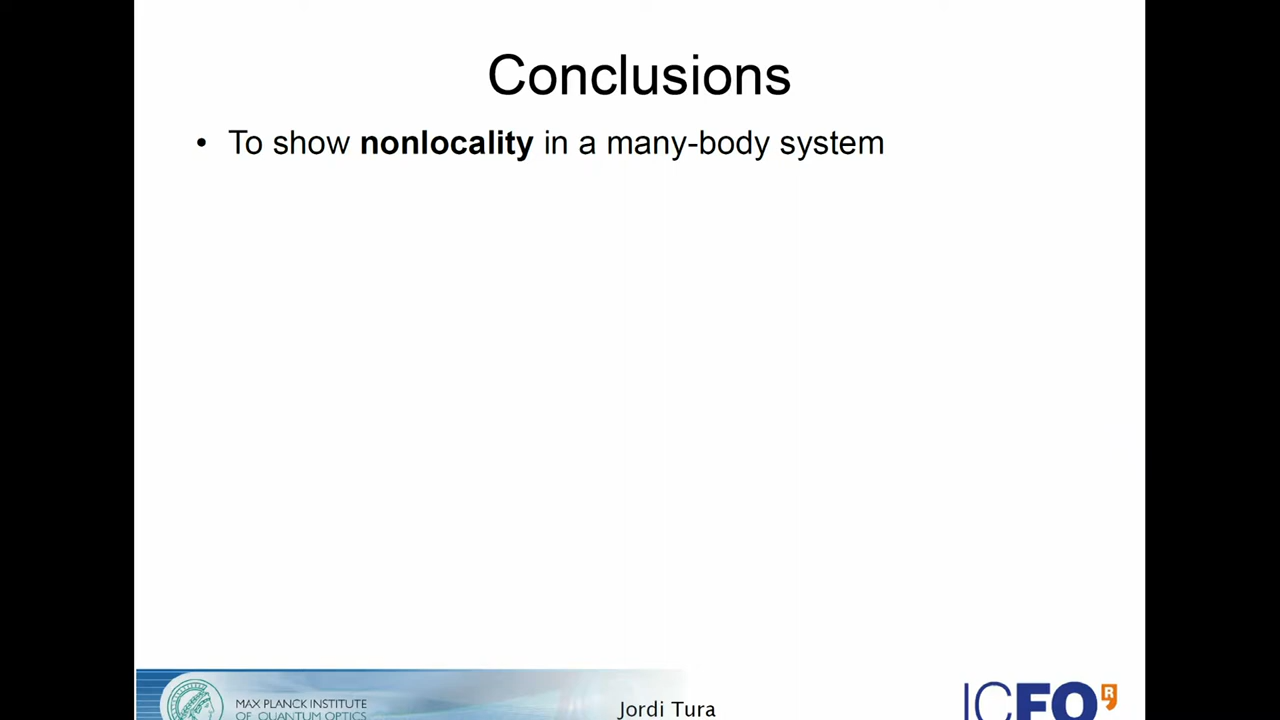 Conclusions
• To show nonlocality in a many-body system
MAX PLANCK INSTITUTE
OF QUANTUM OPTICS
Jordi Tura
ICFO
R